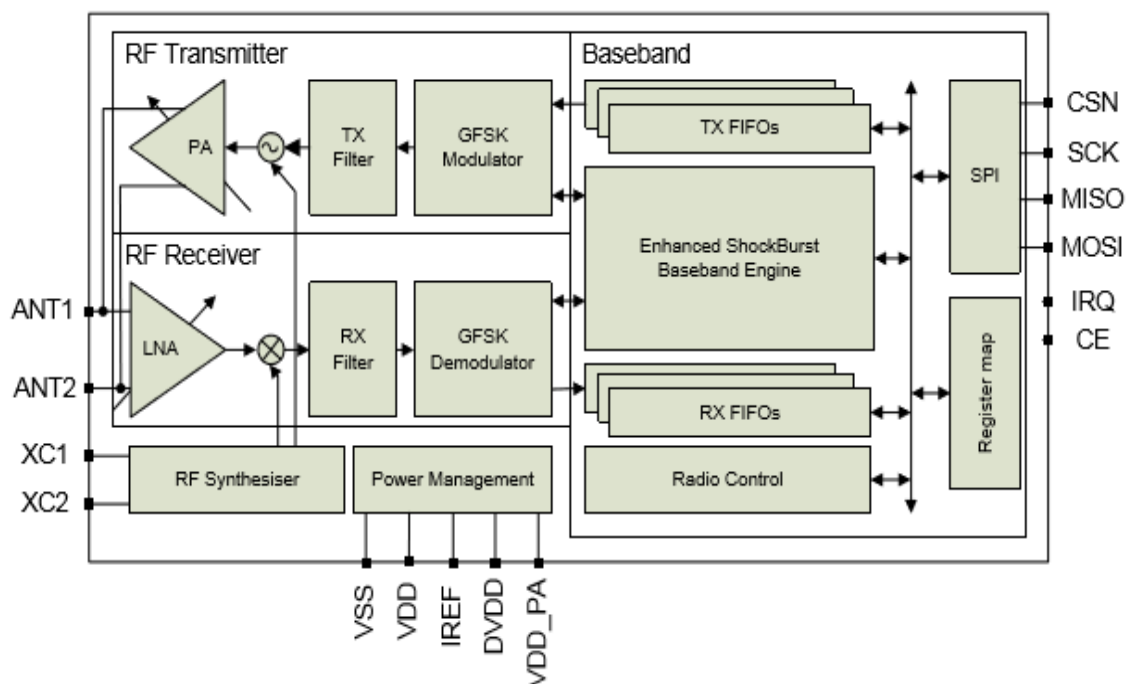 RF Transmitter
Baseband
PA
TX
Filter
GFSK
Modulator
TX FIFOs
SPI
CSN
SCK
MISO
MOSI
Enhanced ShockBurst
Baseband Engine
RF Receiver
ANT1
LNA
RX
Filter
GFSK
Demodulator
IRQ
CE
ANT2
RX FIFOs
Register map
XC1
XC2
RF Synthesiser
Power Management
Radio Control
VSS
VDD
IREF
DVDD
VDD_PA